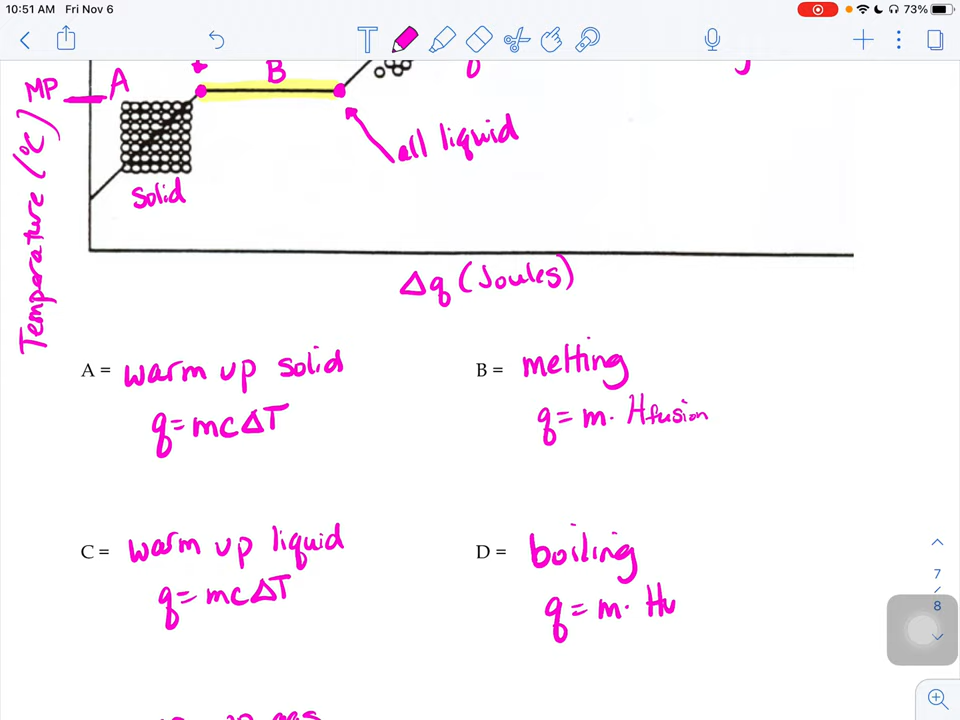 10:51 AM Fri Nov 6
73%
T
MP
A
B
all liquid
solid
Temperature (°C)
Δq (Joules)
A = warm up solid
q = mcΔT
B = melting
q = m · Hfusion
C = warm up liquid
q = mcΔT
D = boiling
q = m · Hv
7
/
8
gas